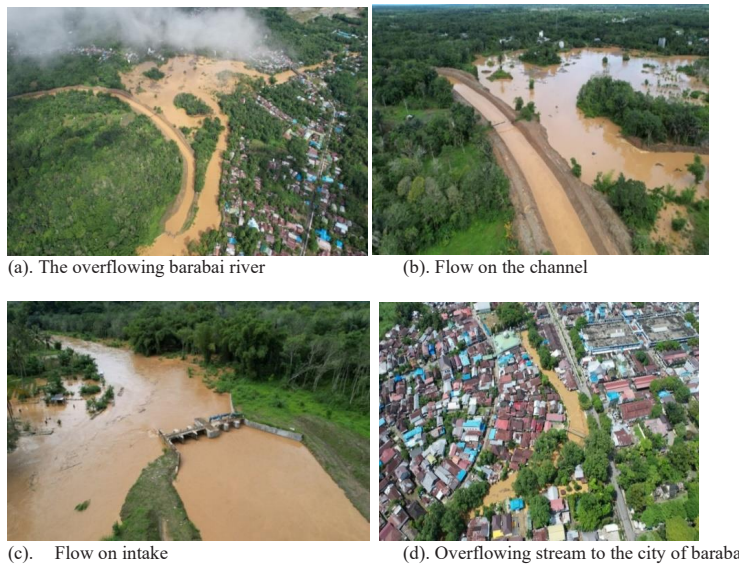 (a). The overflowing barabai river
(b). Flow on the channel
(c). Flow on intake
(d). Overflowing stream to the city of baraba